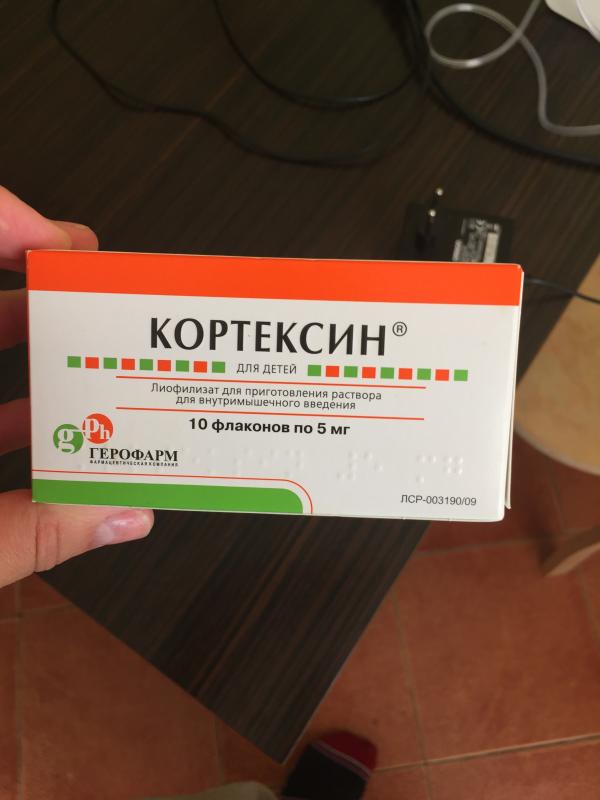 КОРТЕКСИН®
ДЛЯ ДЕТЕЙ
Лиофилизат для приготовления раствора
для внутримышечного введения
10 флаконов по 5 мг
g Ph
ГЕРОФАРМ
ФАРМАЦЕВТИЧЕСКАЯ КОМПАНИЯ
ЛСР-003190/09